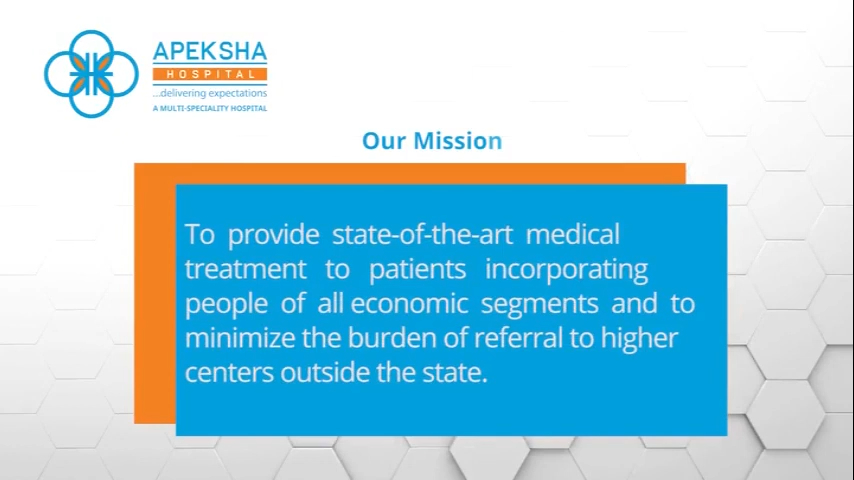 APEKSHA
HOSPITAL
...delivering expectations
A MULTI-SPECIALITY HOSPITAL
Our Mission
To provide state-of-the-art medical
treatment to patients incorporating
people of all economic segments and to
minimize the burden of referral to higher
centers outside the state.